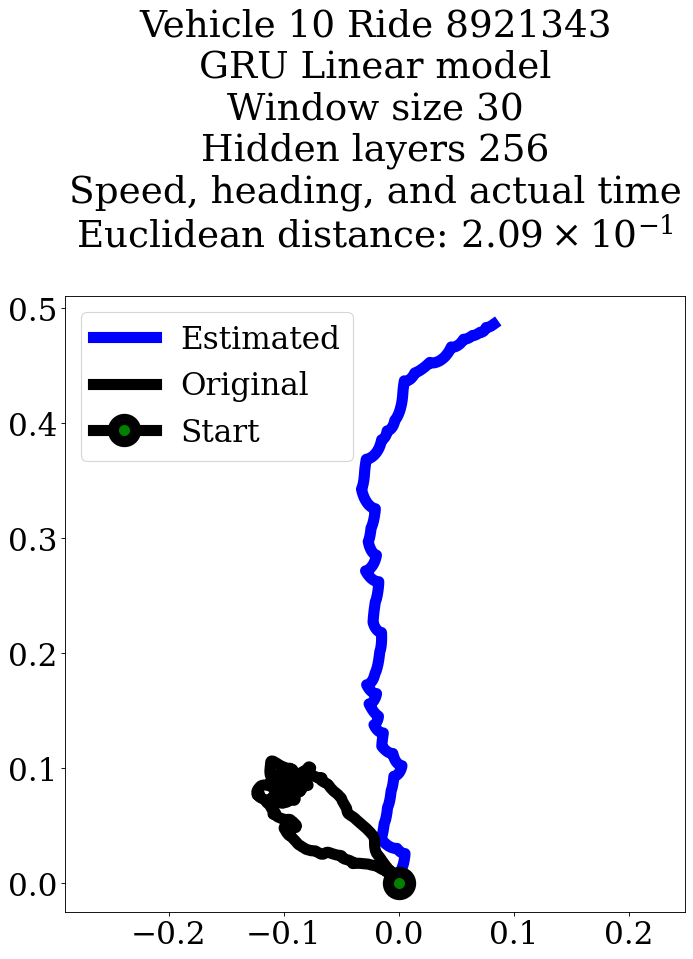 Vehicle 10 Ride 8921343
GRU Linear model
Window size 30
Hidden layers 256
Speed, heading, and actual time
Euclidean distance: 2.09 × 10⁻¹
Estimated
Original
Start
0.5
0.4
0.3
0.2
0.1
0.0
−0.2 −0.1 0.0 0.1 0.2